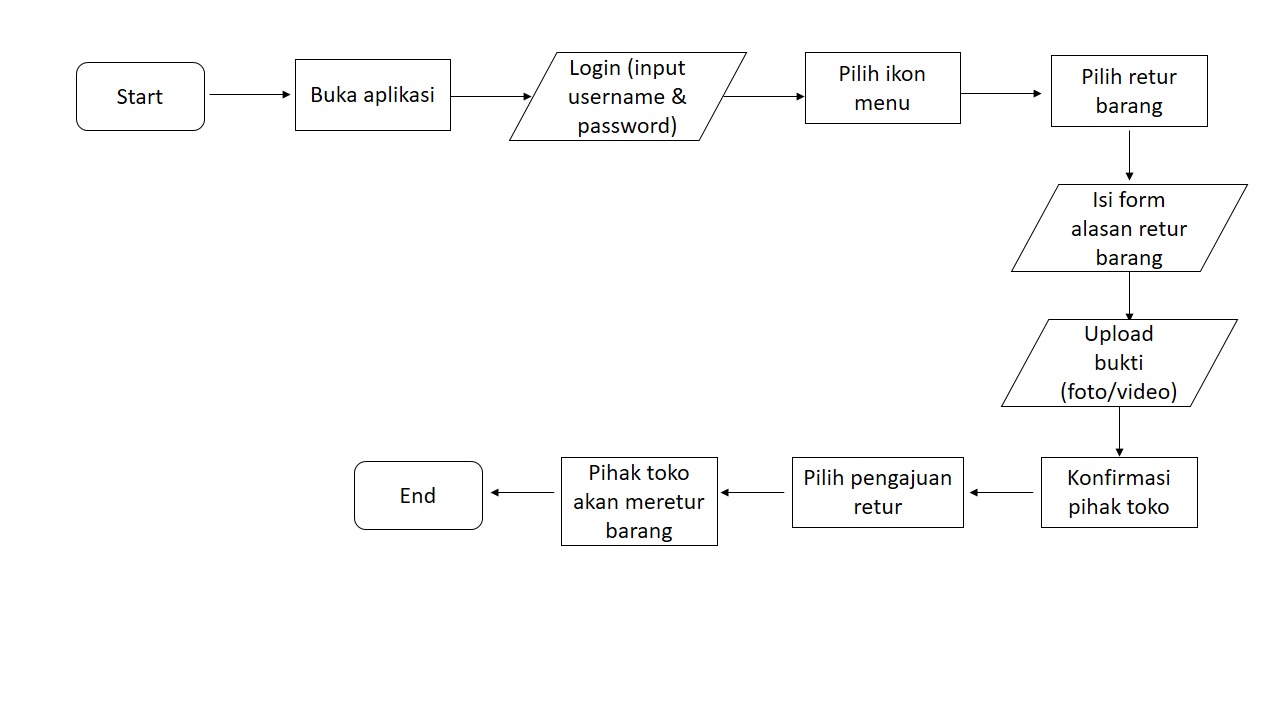 Start
Buka aplikasi
Login (input
username &
password)
Pilih ikon
menu
Pilih retur
barang
Isi form
alasan retur
barang
Upload
bukti
(foto/video)
Konfirmasi
pihak toko
Pilih pengajuan
retur
Pihak toko
akan meretur
barang
End